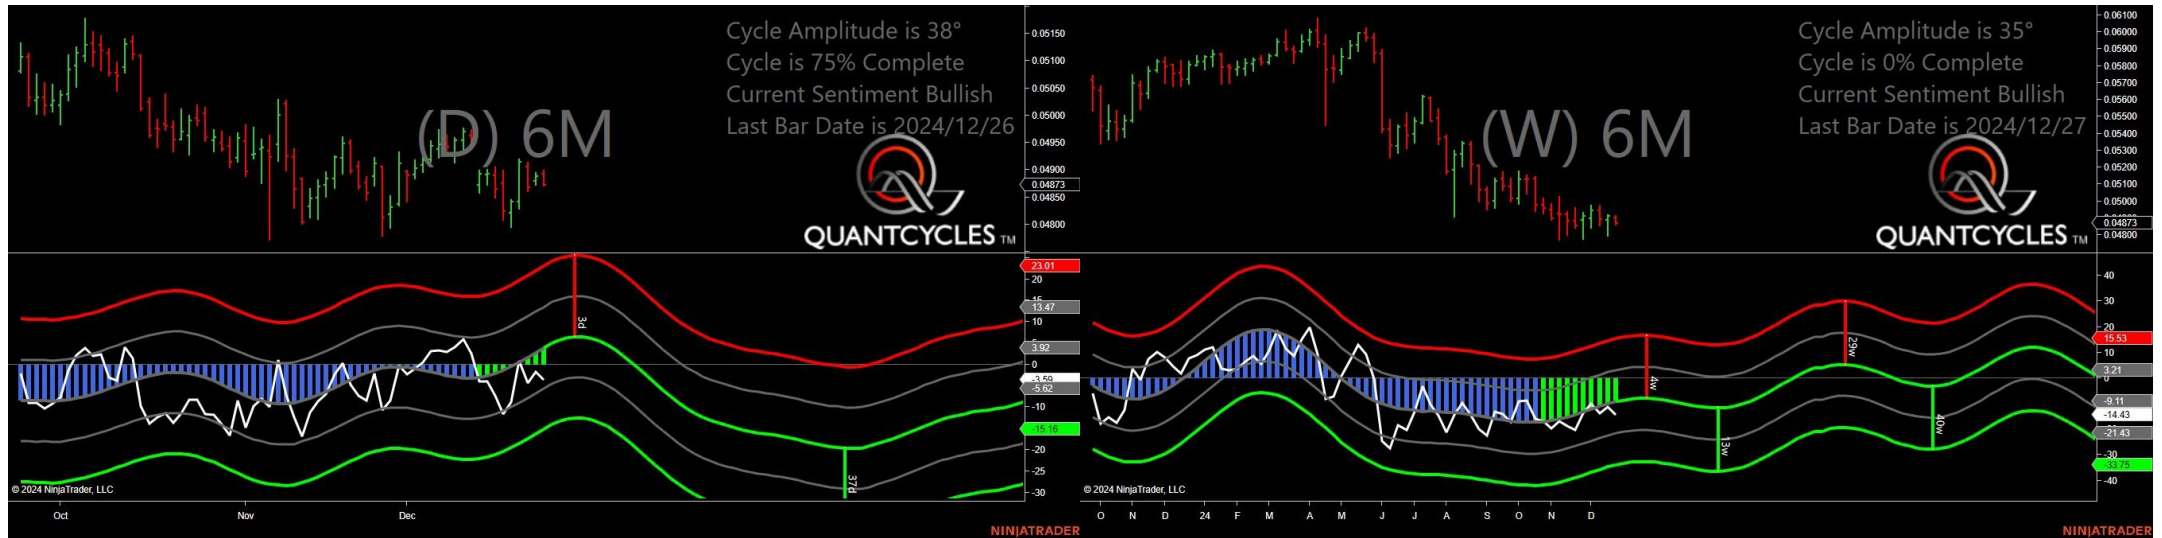 Cycle Amplitude is 38°
Cycle is 75% Complete
Current Sentiment Bullish
Last Bar Date is 2024/12/26
(D) 6M
QUANTCYCLES TM
0.05150
0.05100
0.05050
0.05000
0.04950
0.04900
0.04873
0.04850
0.04800
23.01
20
13.47
10
3.92
0
-3.59
-5.62
-10
-15.16
-20
-25
-30
3d
37d
© 2024 NinjaTrader, LLC
Oct
Nov
Dec
NINJATRADER
Cycle Amplitude is 35°
Cycle is 0% Complete
Current Sentiment Bullish
Last Bar Date is 2024/12/27
(W) 6M
QUANTCYCLES TM
0.06100
0.06000
0.05900
0.05800
0.05700
0.05600
0.05500
0.05400
0.05300
0.05200
0.05100
0.05000
0.04873
0.04800
40
30
20
15.53
10
3.21
0
-9.11
-14.43
-21.43
-30
-33.75
-40
4w
13w
29w
40w
© 2024 NinjaTrader, LLC
O
N
D
24
F
M
A
M
J
J
A
S
O
N
D
NINJATRADER